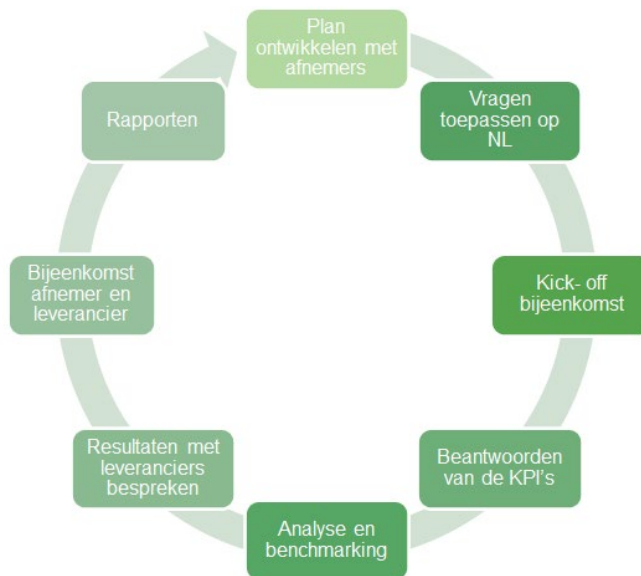 Plan
ontwikkelen met
afnemers
Vragen
toepassen op
NL
Kick- off
bijeenkomst
Beantwoorden
van de KPI's
Analyse en
benchmarking
Resultaten met
leveranciers
bespreken
Bijeenkomst
afnemer en
leverancier
Rapporten